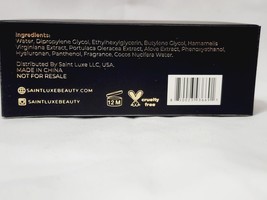 Ingredients:
Water, Dipropylene Glycol, Ethylhexylglycerin, Butylene Glycol, Hamamelis
Virginiana Extract, Portulaca Oleracea Extract, Aloe Extract, Phenoxyethanol,
Hyaluronan, Panthenol, Fragrance, Cocos Nucifera Water.
Distributed By Saint Luxe LLC, USA.
MADE IN CHINA
NOT FOR RESALE
SAINTLUXEBEAUTY.COM
SAINTLUXEBEAUTY
12 M
cruelty
free